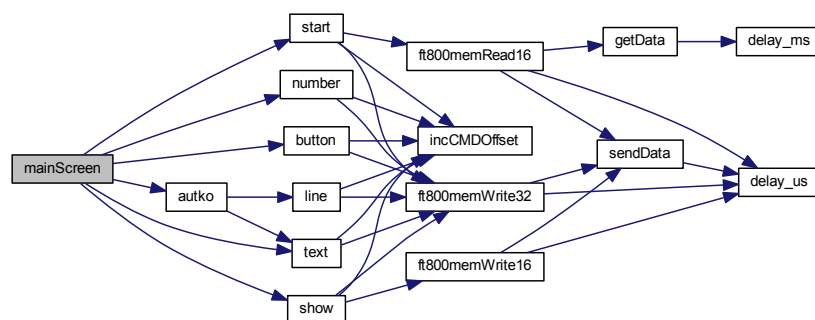 start
getData
delay_ms
ft800memRead16
number
button
incCMDOffset
sendData
mainScreen
delay_us
autko
line
ft800memWrite32
text
ft800memWrite16
show